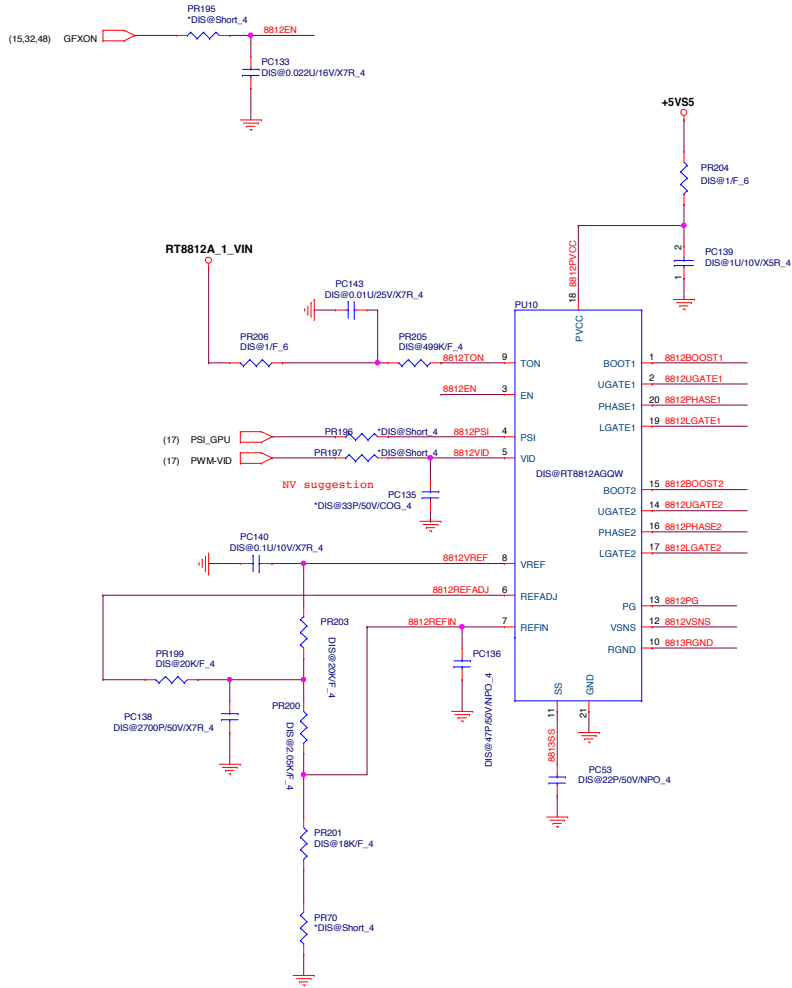 PR195
*DIS@Short_4
(15,32,48) GFXON
8812EN
PC133
DIS@0.022U/16V/X7R_4
+5VS5
PR204
DIS@1/F_6
8812PVCC
2
PC139
DIS@1U/10V/X5R_4
1
RT8812A_1_VIN
PC143
DIS@0.01U/25V/X7R_4
PU10
18
PVCC
PR206
DIS@1/F_6
PR205
DIS@499K/F_4
8812TON
9
TON
BOOT1
1
8812BOOST1
8812EN
3
EN
UGATE1
2
8812UGATE1
PHASE1
20
8812PHASE1
LGATE1
19
8812LGATE1
(17) PSI_GPU
PR196
*DIS@Short_4
8812PSI
4
PSI
(17) PWM-VID
PR197
*DIS@Short_4
8812VID
5
VID
DIS@RT8812AGQW
NV suggestion
PC135
*DIS@33P/50V/COG_4
BOOT2
15
8812BOOST2
UGATE2
14
8812UGATE2
PHASE2
16
8812PHASE2
LGATE2
17
8812LGATE2
PC140
DIS@0.1U/10V/X7R_4
8812VREF
8
VREF
8812REFADJ
6
REFADJ
8812REFIN
7
REFIN
PG
13
8812PG
VSNS
12
8812VSNS
RGND
10
8813RGND
PR203
DIS@20K/F_4
PC136
DIS@47P/50V/NPO_4
PR199
DIS@20K/F_4
PC138
DIS@2700P/50V/X7R_4
PR200
DIS@2.05K/F_4
SS
GND
11
21
8813SS
PC53
DIS@22P/50V/NPO_4
PR201
DIS@18K/F_4
PR70
*DIS@Short_4